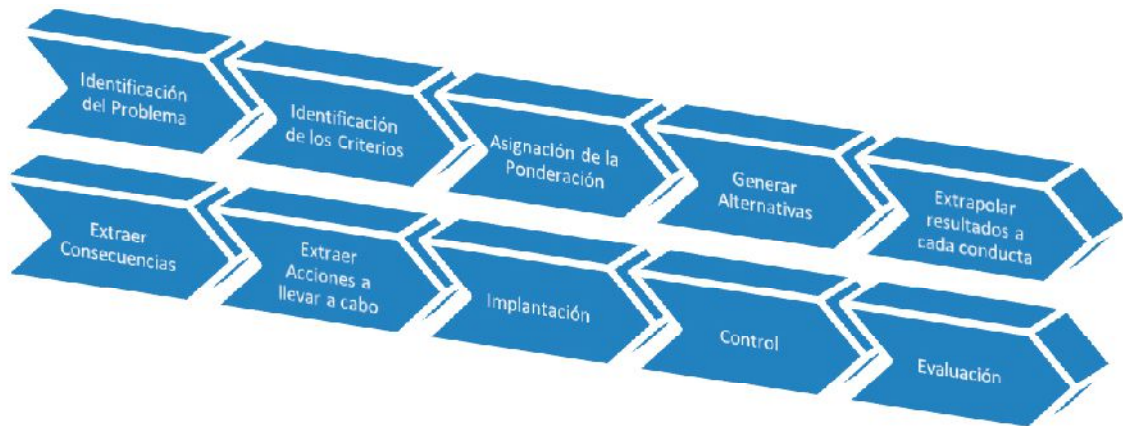 Identificación
del Problema
Identificación
de los Criterios
Asignación de la
Ponderación
Generar
Alternativas
Extrapolar
resultados a
cada conducta
Extraer
Consecuencias
Extraer
Acciones a
llevar a cabo
Implantación
Control
Evaluación